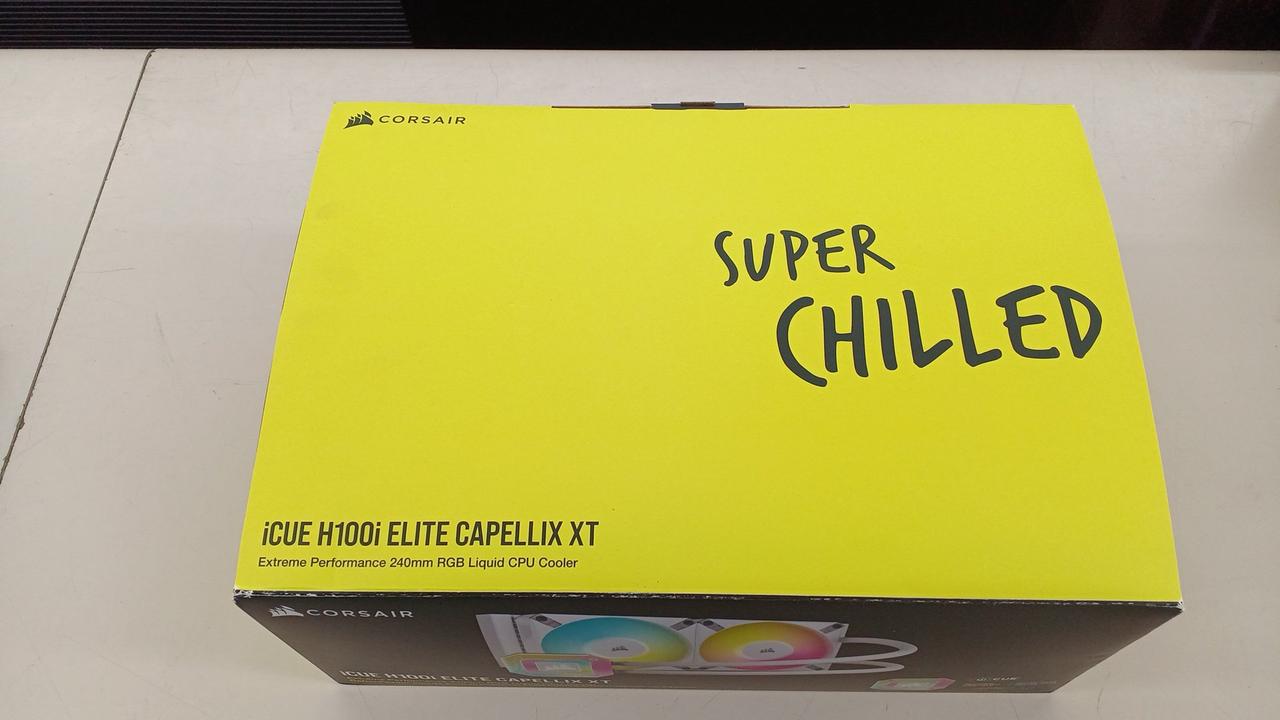 CORSAIR
SUPER
CHILLED
iCUE H100i ELITE CAPELLIX XT
Extreme Performance 240mm RGB Liquid CPU Cooler
CORSAIR
iCUE H100i ELITE CAPELLIX XT
iCUE